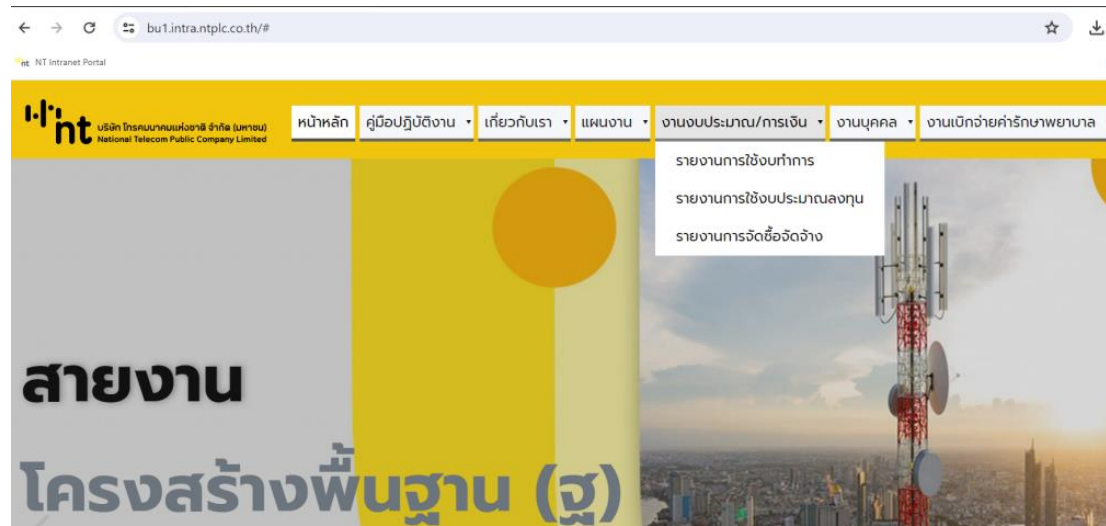 bu1.intra.ntplc.co.th/#
nt NT Intranet Portal
nt บริษัท โทรคมนาคมแห่งชาติ จำกัด (มหาชน)
National Telecom Public Company Limited
หน้าหลัก คู่มือปฏิบัติงาน เกี่ยวกับเรา แผนงาน งานงบประมาณ/การเงิน งานบุคคล งานเบิกจ่ายค่ารักษาพยาบาล
รายงานการใช้งบทำการ
รายงานการใช้งบประมาณลงทุน
รายงานการจัดซื้อจัดจ้าง
สายงาน
โครงสร้างพื้นฐาน (ฐ)